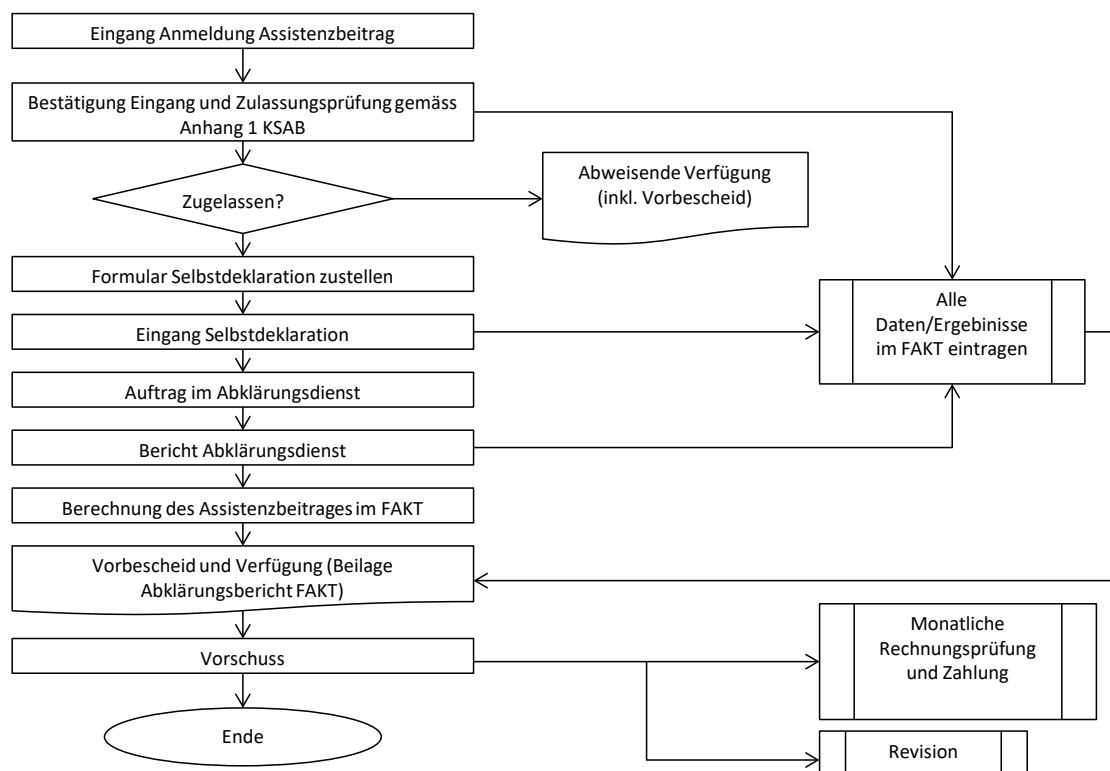 Eingang Anmeldung Assistenzbeitrag
Bestätigung Eingang und Zulassungsprüfung gemäss
Anhang 1 KSAB
Zugelassen?
Abweisende Verfügung
(inkl. Vorbescheid)
Formular Selbstdeklaration zustellen
Eingang Selbstdeklaration
Alle
Daten/Ergebinisse
im FAKT eintragen
Auftrag im Abklärungsdienst
Bericht Abklärungsdienst
Berechnung des Assistenzbeitrages im FAKT
Vorbescheid und Verfügung (Beilage
Abklärungsbericht FAKT)
Vorschuss
Monatliche
Rechnungsprüfung
und Zahlung
Ende
Revision